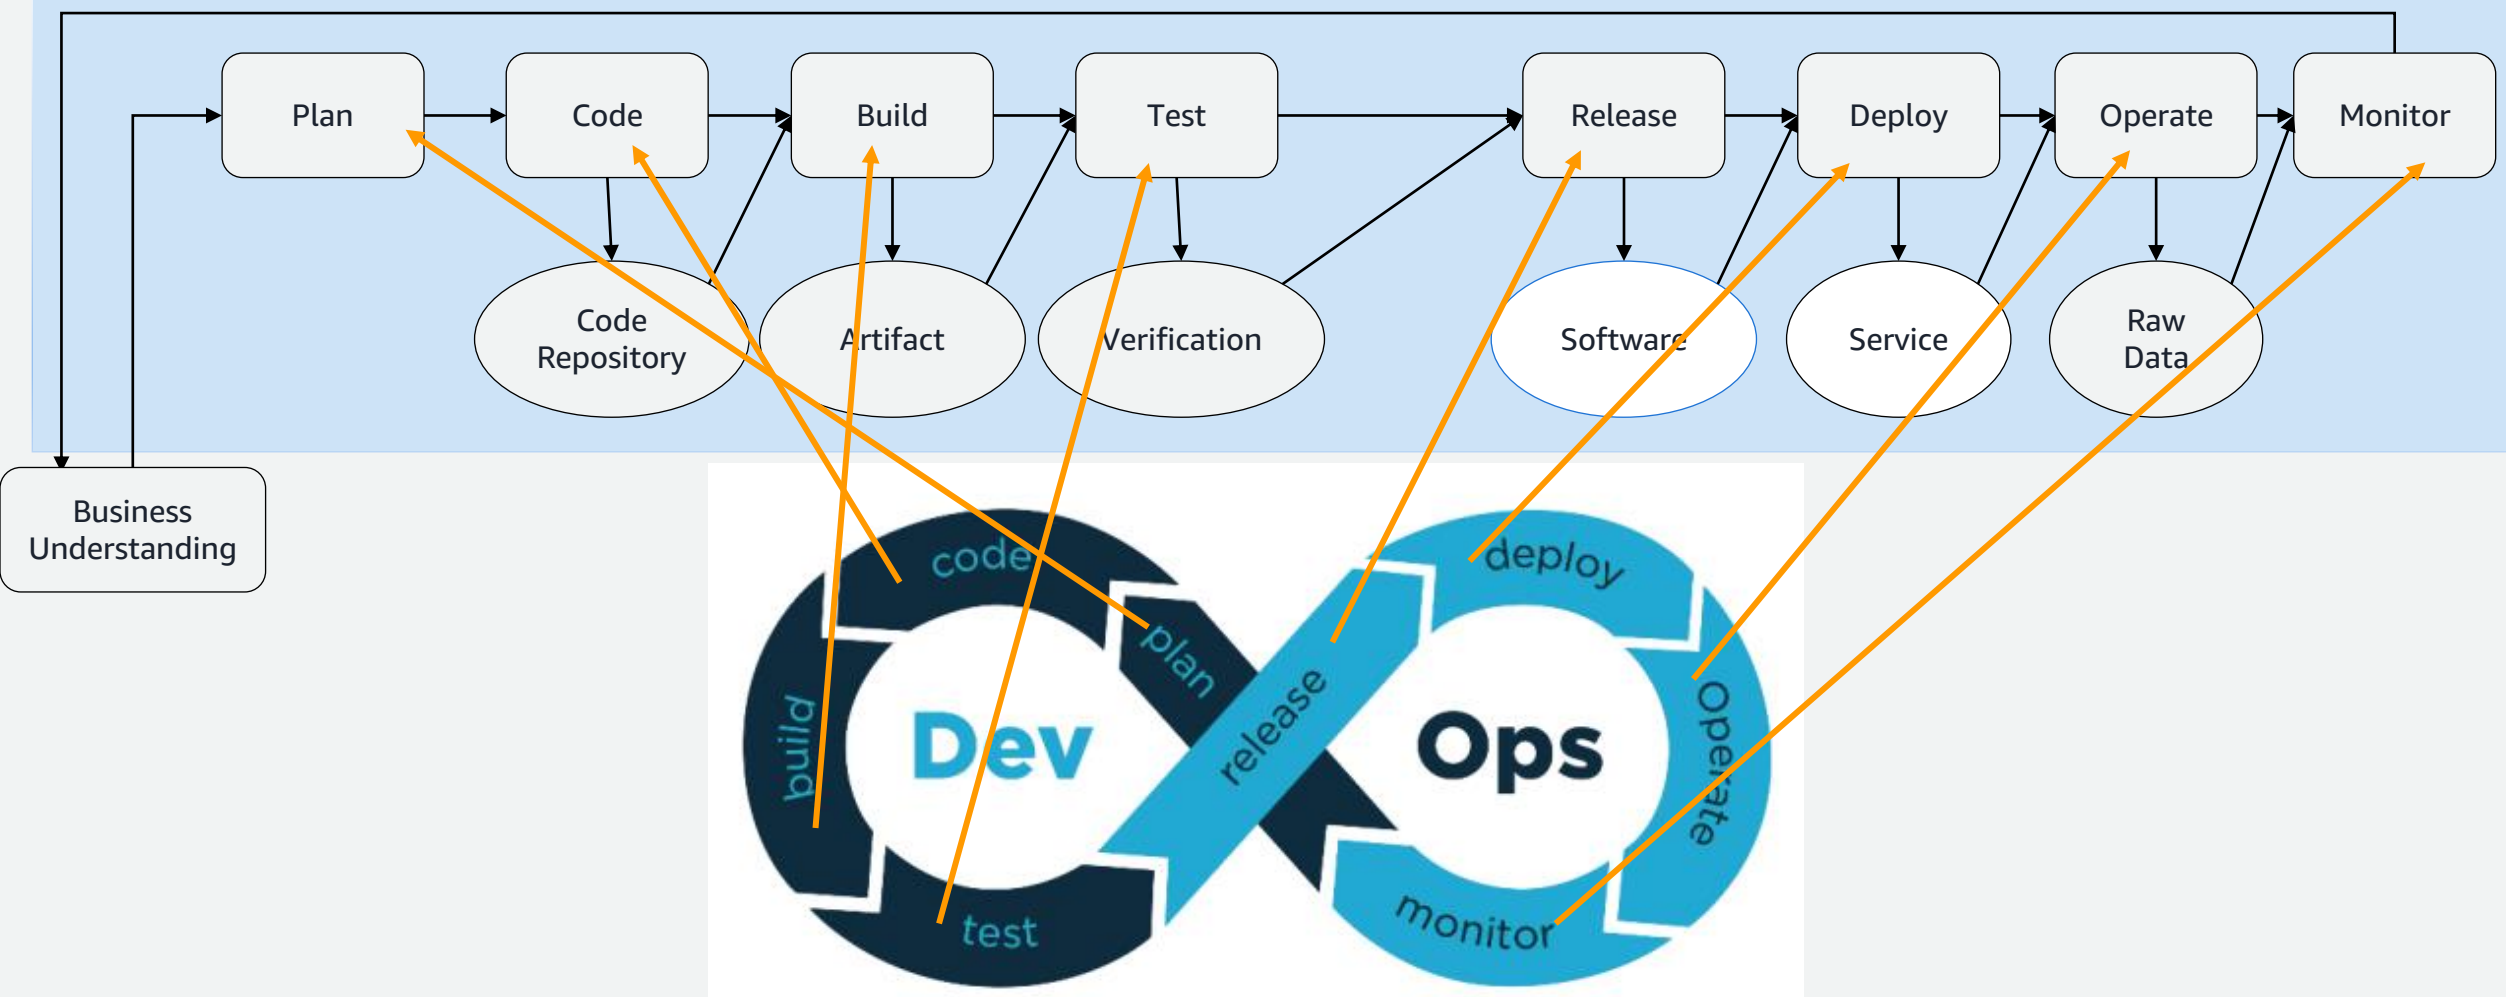 Plan
Code
Build
Test
Release
Deploy
Operate
Monitor
Code
Repository
Artifact
Verification
Software
Service
Raw
Data
Business
Understanding
code
deploy
plan
build
release
Operate
Dev
Ops
test
monitor